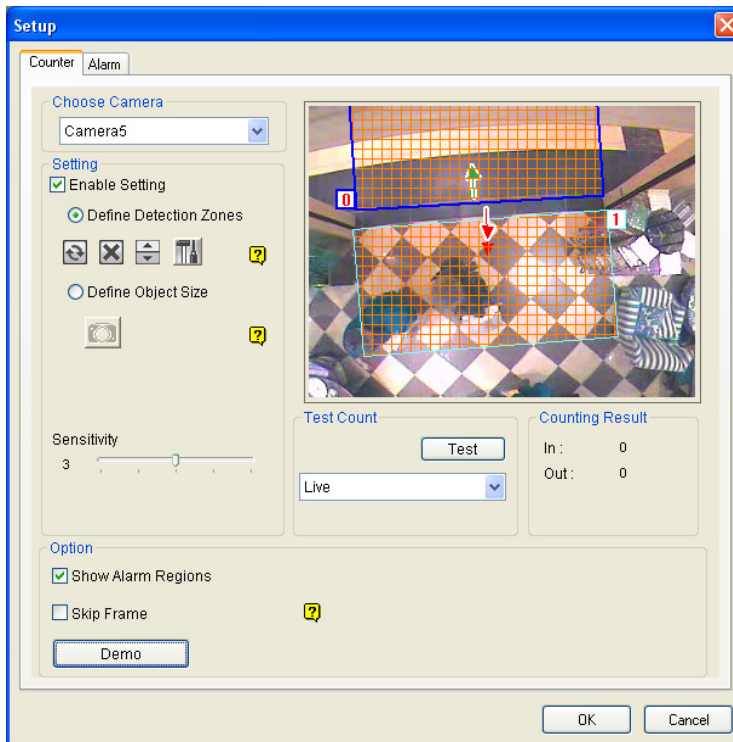 Setup
Counter
Alarm
Choose Camera
Camera5
Setting
Enable Setting
Define Detection Zones
?
Define Object Size
?
Sensitivity
3
0
1
Test Count
Test
Live
Counting Result
In : 0
Out : 0
Option
Show Alarm Regions
Skip Frame
?
Demo
OK
Cancel